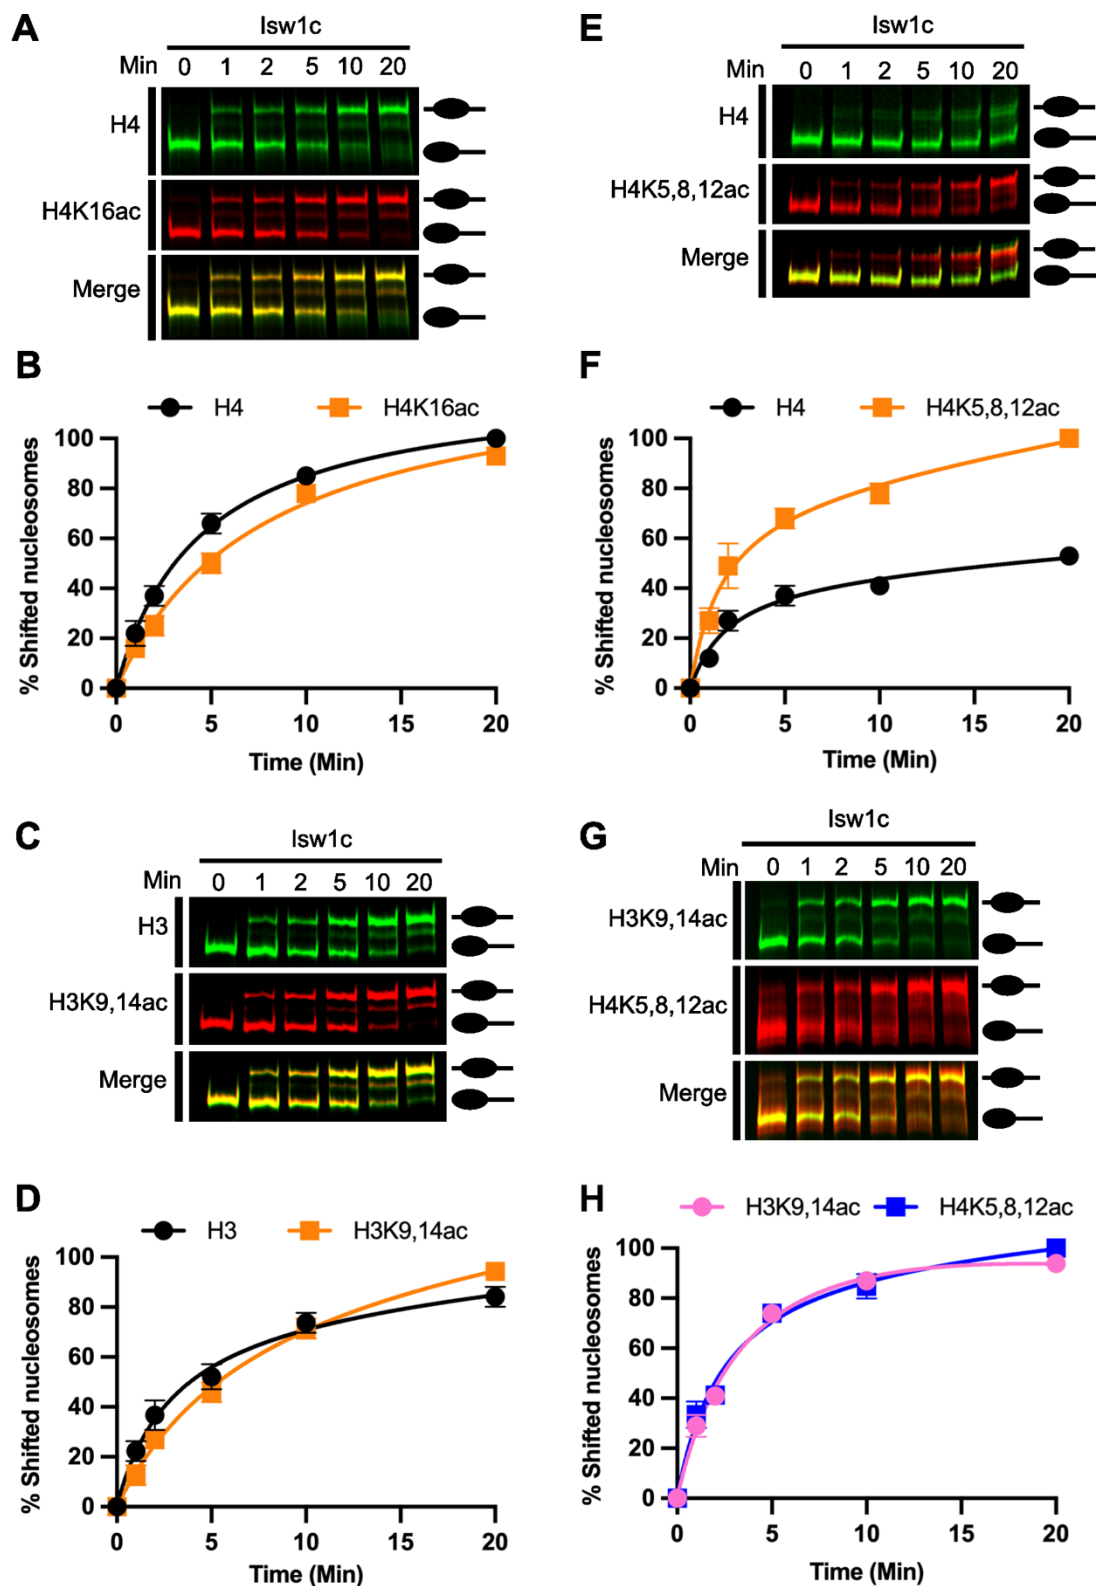 A
Isw1c
Min 0 1 2 5 10 20
H4
H4K16ac
Merge
B
H4 H4K16ac
% Shifted nucleosomes
100
80
60
40
20
0
0 5 10 15 20
Time (Min)
C
Isw1c
Min 0 1 2 5 10 20
H3
H3K9,14ac
Merge
D
H3 H3K9,14ac
% Shifted nucleosomes
100
80
60
40
20
0
0 5 10 15 20
Time (Min)
E
Isw1c
Min 0 1 2 5 10 20
H4
H4K5,8,12ac
Merge
F
H4 H4K5,8,12ac
% Shifted nucleosomes
100
80
60
40
20
0
0 5 10 15 20
Time (Min)
G
Isw1c
Min 0 1 2 5 10 20
H3K9,14ac
H4K5,8,12ac
Merge
H
H3K9,14ac H4K5,8,12ac
% Shifted nucleosomes
100
80
60
40
20
0
0 5 10 15 20
Time (Min)